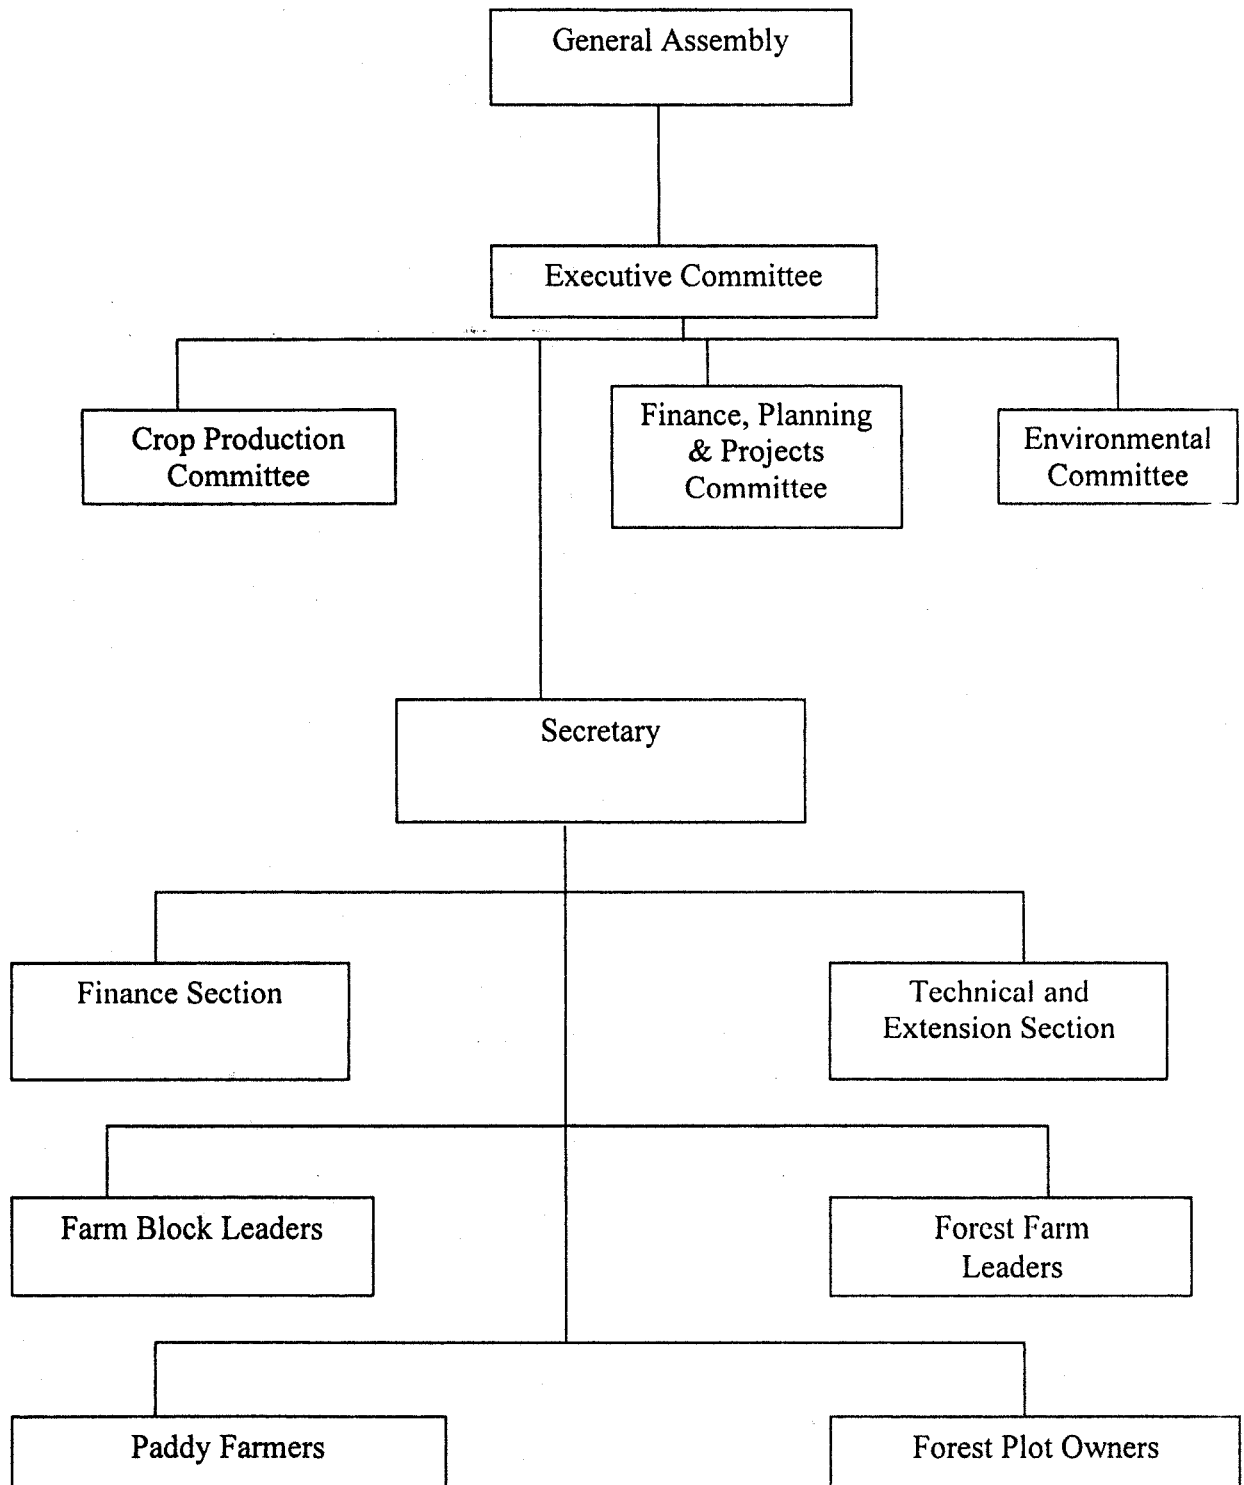 General Assembly
Executive Committee
Crop Production
Committee
Finance, Planning
& Projects
Committee
Environmental
Committee
Secretary
Finance Section
Technical and
Extension Section
Farm Block Leaders
Forest Farm
Leaders
Paddy Farmers
Forest Plot Owners